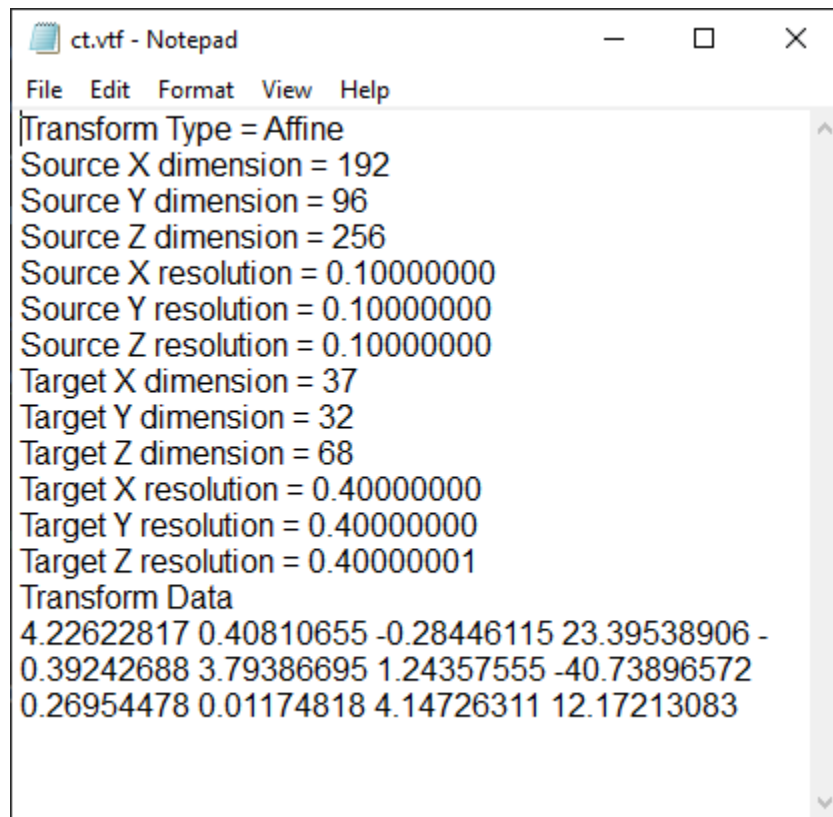 ct.vtf - Notepad
File Edit Format View Help
Transform Type = Affine
Source X dimension = 192
Source Y dimension = 96
Source Z dimension = 256
Source X resolution = 0.10000000
Source Y resolution = 0.10000000
Source Z resolution = 0.10000000
Target X dimension = 37
Target Y dimension = 32
Target Z dimension = 68
Target X resolution = 0.40000000
Target Y resolution = 0.40000000
Target Z resolution = 0.40000001
Transform Data
4.22622817 0.40810655 -0.28446115 23.39538906 -
0.39242688 3.79386695 1.24357555 -40.73896572
0.26954478 0.01174818 4.14726311 12.17213083